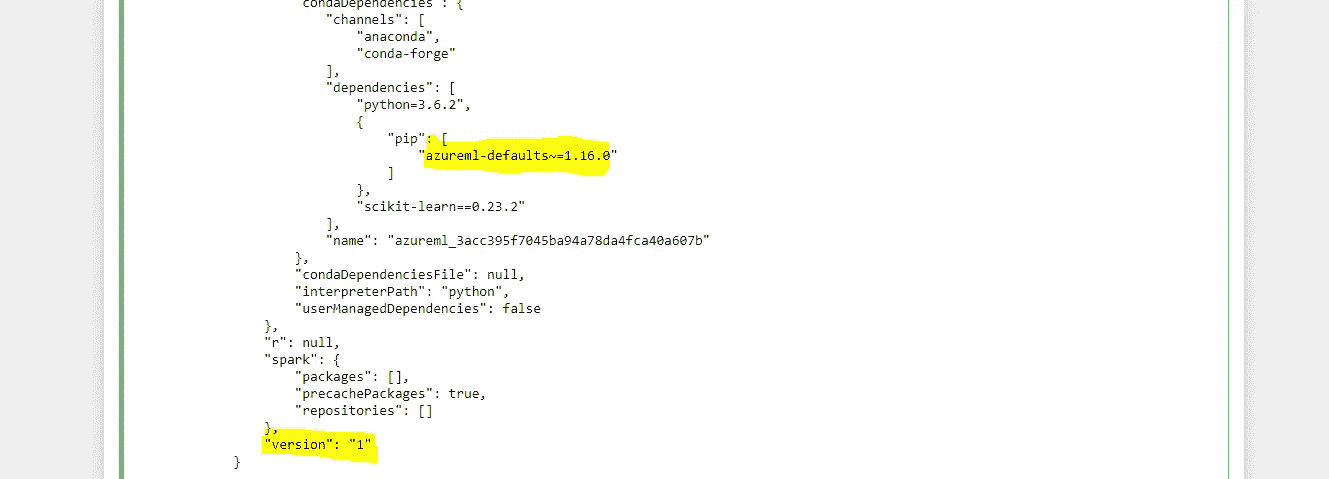 "condaDependencies": {
"channels": [
"anaconda",
"conda-forge"
],
"dependencies": [
"python=3.6.2",
{
"pip": [
"azureml-defaults~=1.16.0"
]
},
"scikit-learn==0.23.2"
],
"name": "azureml_3acc395f7045ba94a78da4fca40a607b"
},
"condaDependenciesFile": null,
"interpreterPath": "python",
"userManagedDependencies": false
},
"r": null,
"spark": {
"packages": [],
"precachePackages": true,
"repositories": []
},
"version": "1"
}